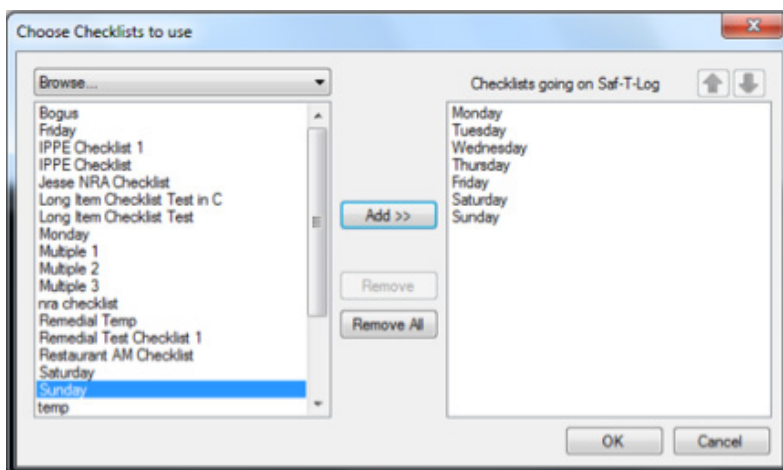 Choose Checklists to use
Browse...
Bogus
Friday
IPPE Checklist 1
IPPE Checklist
Jesse NRA Checklist
Long Item Checklist Test in C
Long Item Checklist Test
Monday
Multiple 1
Multiple 2
Multiple 3
nra checklist
Remedial Temp
Remedial Test Checklist 1
Restaurant AM Checklist
Saturday
Sunday
temp
Add >>
Remove
Remove All
Checklists going on Saf-T-Log
Monday
Tuesday
Wednesday
Thursday
Friday
Saturday
Sunday
OK
Cancel